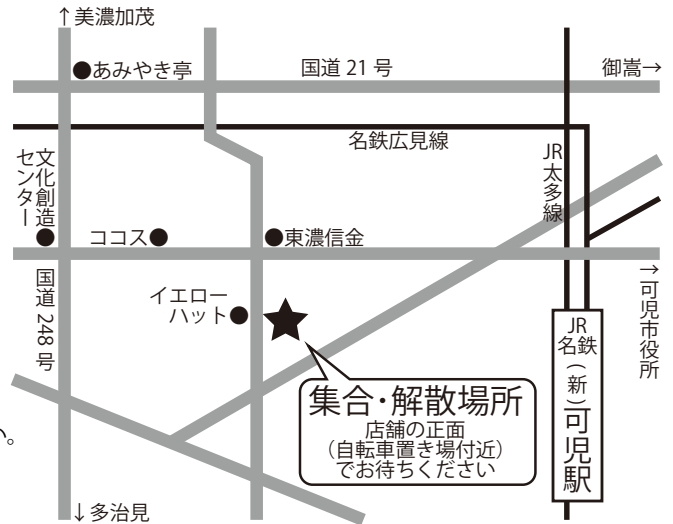 ↑美濃加茂
●あみやき亭
国道 21 号
御嵩→
名鉄広見線
JR太多線
文化創造
センター
ココス●
●東濃信金
国道 248 号
イエロー
ハット●
→可児市役所
JR
名鉄
(新)
可児駅
集合・解散場所
店舗の正面
(自転車置き場付近)
でお待ちください
↓多治見